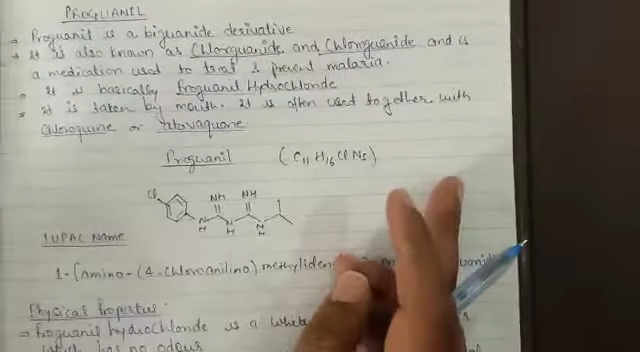 PROGUANIL
→ Proguanil is a biguanide derivative
→ It is also known as Chlorguanide and Chloriguanide and is
a medication used to treat & prevent malaria.
It is basically Proguanil Hydrochloride
→ It is taken by mouth. It is often used together with
Chloroquine or atovaquone.
Proguanil (C11 H16 Cl N5)
Cl NH NH
N H N H N H
IUPAC NAME
1-[amino-(4-chloroanilino) methyliden
Physical Properties:
→ Proguanil hydrochloride is a white
which has no odour